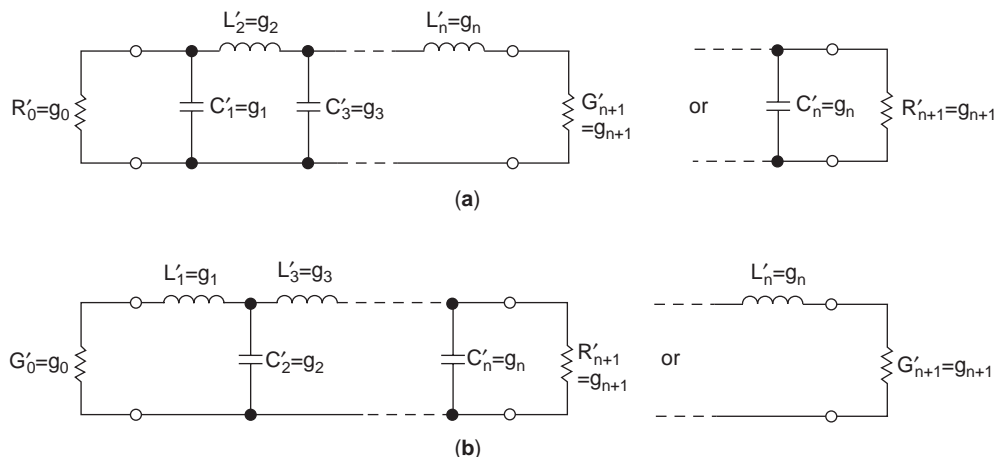 L′2=g2
L′n=gn
R′0=g0
C′1=g1
C′3=g3
G′n+1
=gn+1
or
C′n=gn
R′n+1=gn+1
(a)
L′1=g1
L′3=g3
L′n=gn
G′0=g0
C′2=g2
C′n=gn
R′n+1
=gn+1
or
G′n+1=gn+1
(b)